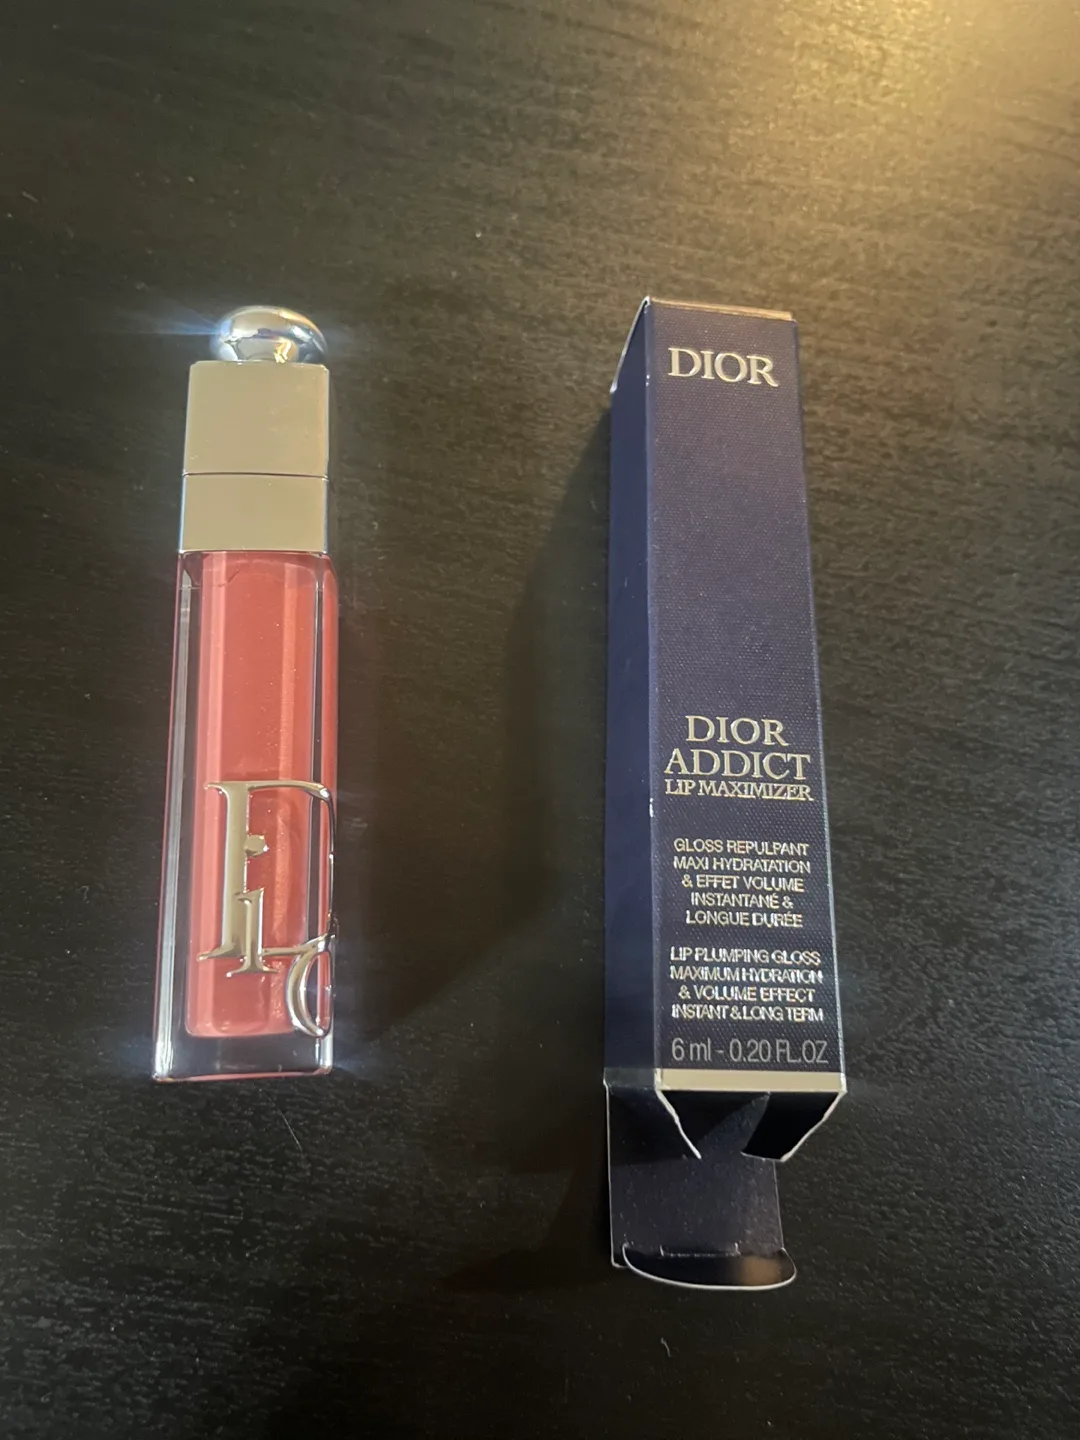 Dio
DIOR
DIOR
ADDICT
LIP MAXIMIZER
GLOSS REPULPANT
MAXI HYDRATATION
& EFFET VOLUME
INSTANTANÉ &
LONGUE DURÉE
LIP PLUMPING GLOSS
MAXIMUM HYDRATION
& VOLUME EFFECT
INSTANT & LONG TERM
6 ml - 0.20 FL.OZ